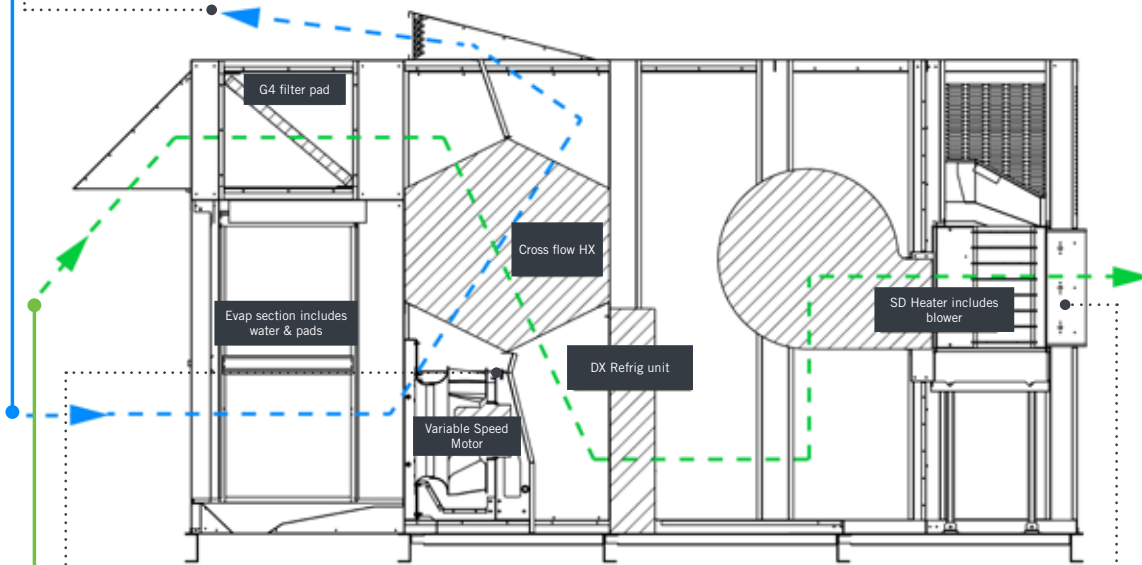 G4 filter pad
Cross flow HX
Evap section includes
water & pads
SD Heater includes
blower
DX Refrig unit
Variable Speed
Motor